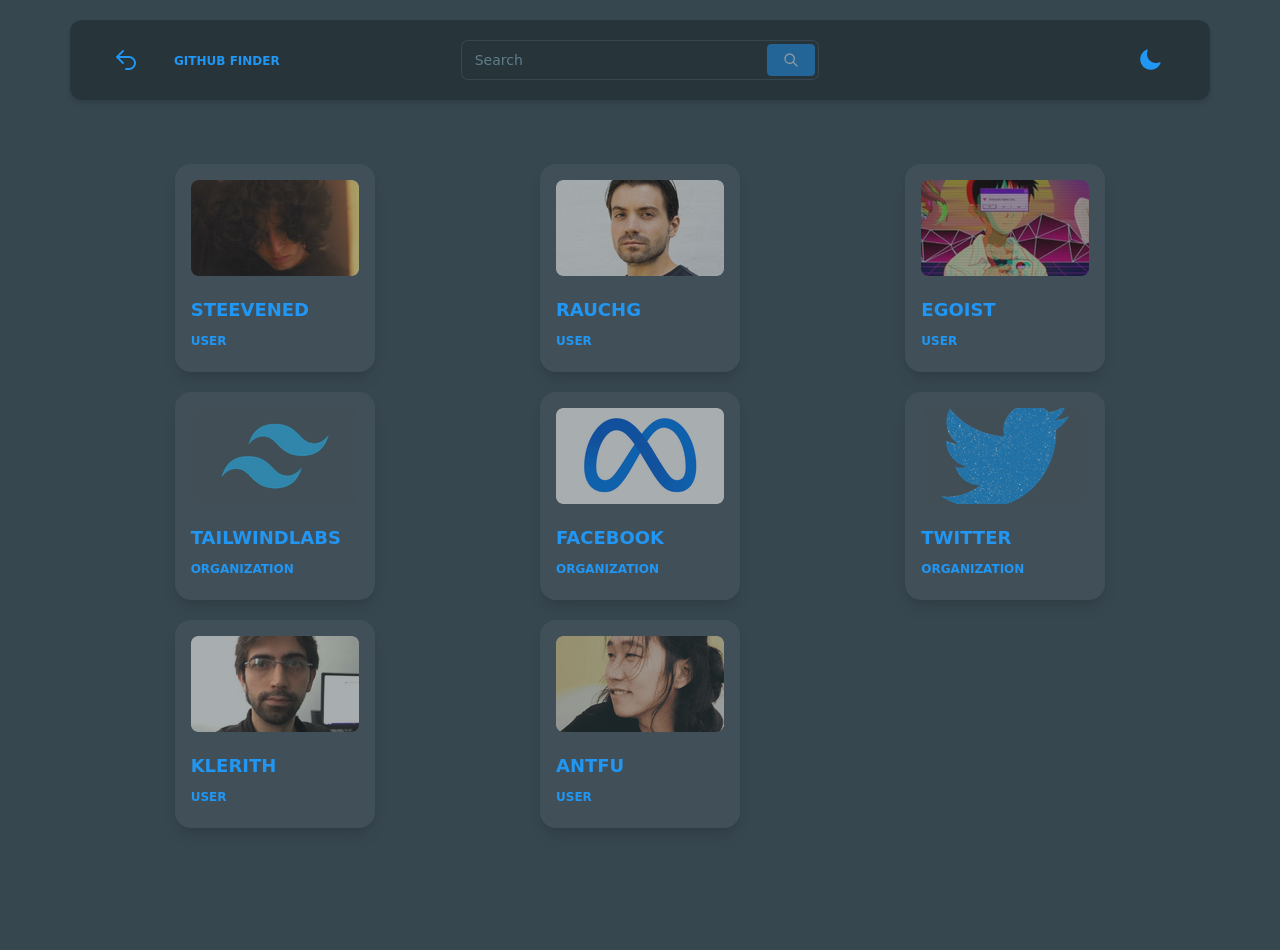 GITHUB FINDER
Search
STEEVENED
USER
RAUCHG
USER
EGOIST
USER
TAILWINDLABS
ORGANIZATION
FACEBOOK
ORGANIZATION
TWITTER
ORGANIZATION
KLERITH
USER
ANTFU
USER